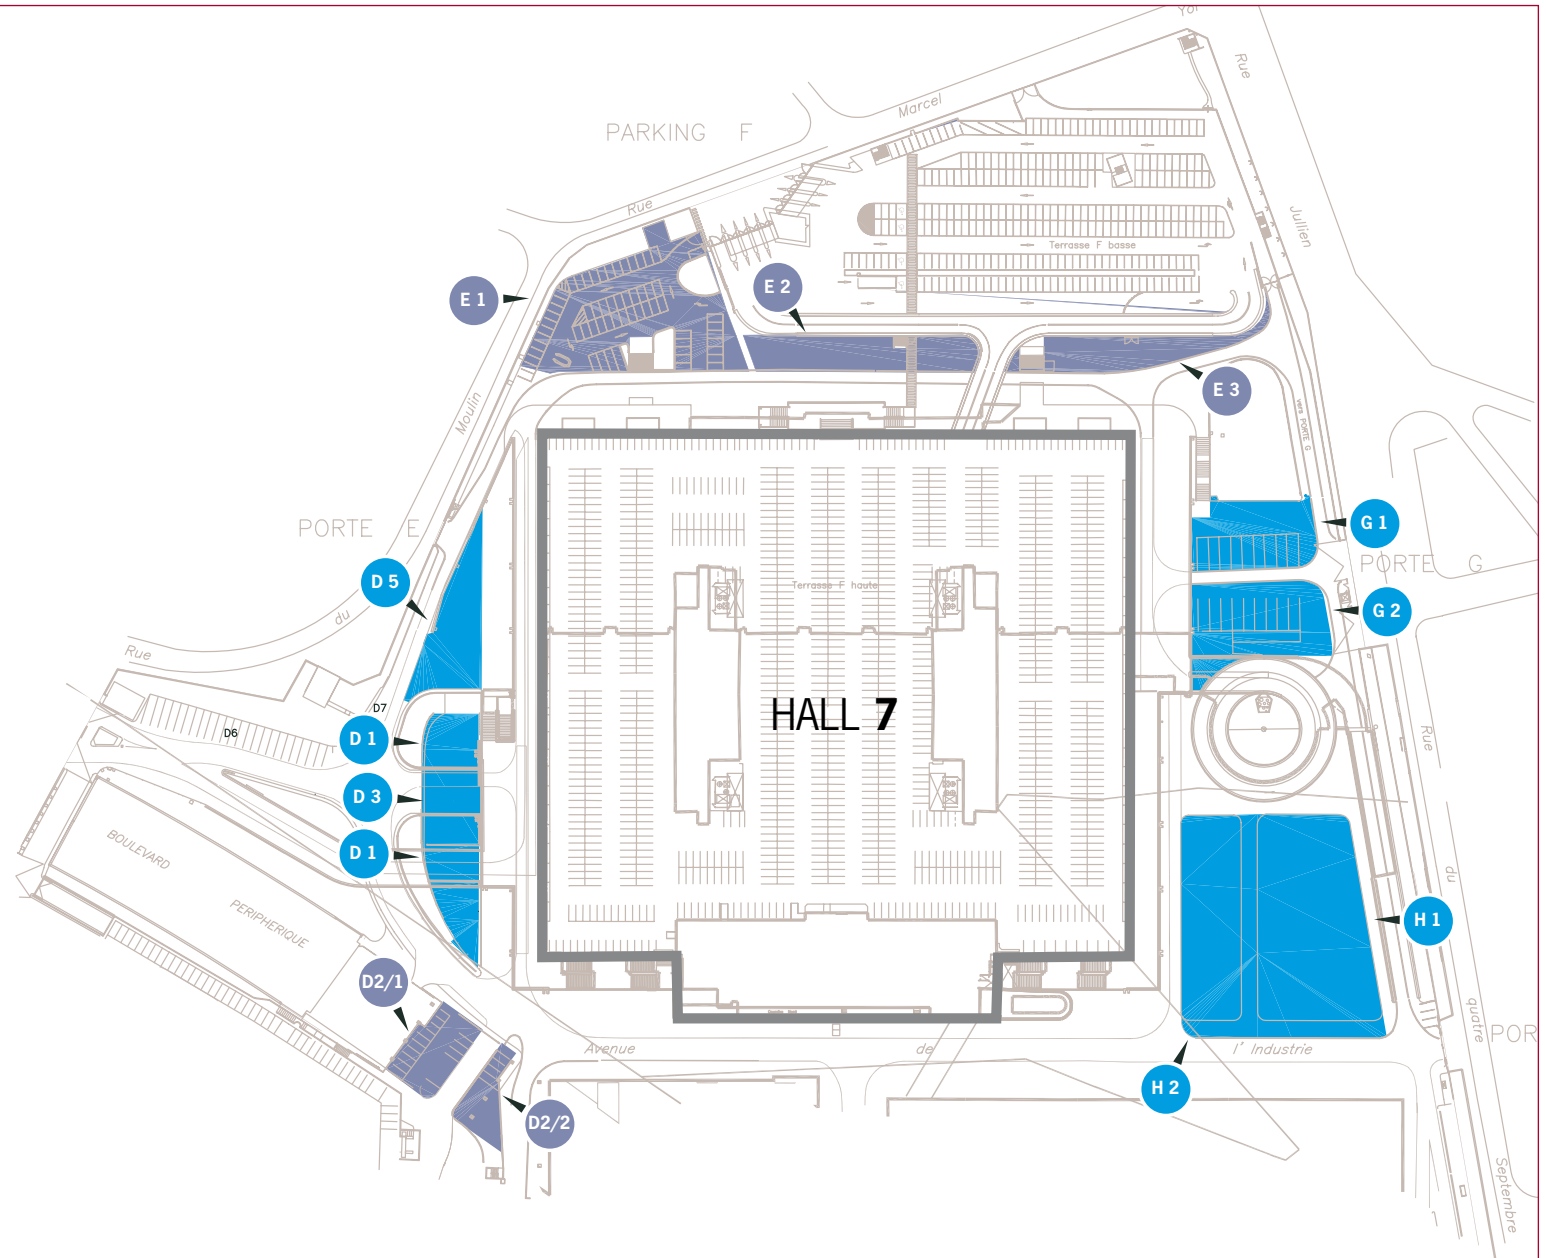 Rue
Marcel
PARKING F
Rue
Jullien
Terrasse F basse
E 1
E 2
E 3
Moulin
vers PORTE G
PORTE E
G 1
PORTE G
D 5
Terrasse F haute
G 2
du
Rue
D7
HALL 7
D6
D 1
Rue
D 3
BOULEVARD
D 1
du
PERIPHERIQUE
H 1
D2/1
quatre
POR
Avenue
de
l' Industrie
H 2
D2/2
Septembre